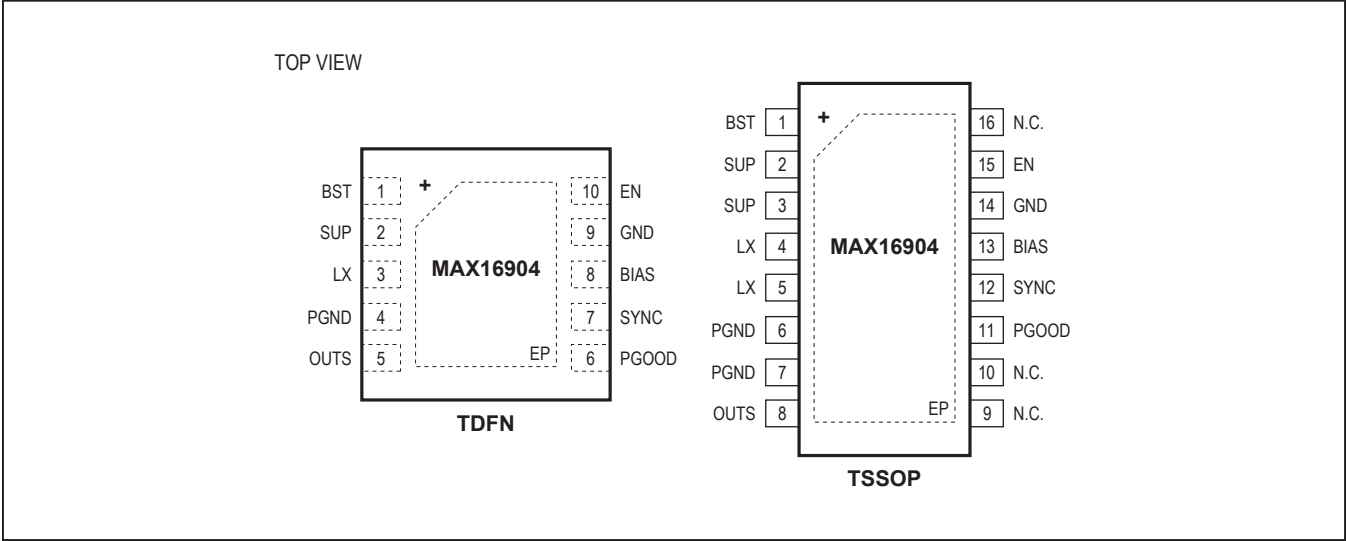 TOP VIEW
BST 1
SUP 2
LX 3
PGND 4
OUTS 5
+
MAX16904
EP
10 EN
9 GND
8 BIAS
7 SYNC
6 PGOOD
TDFN
BST 1
SUP 2
SUP 3
LX 4
LX 5
PGND 6
PGND 7
OUTS 8
+
MAX16904
EP
16 N.C.
15 EN
14 GND
13 BIAS
12 SYNC
11 PGOOD
10 N.C.
9 N.C.
TSSOP